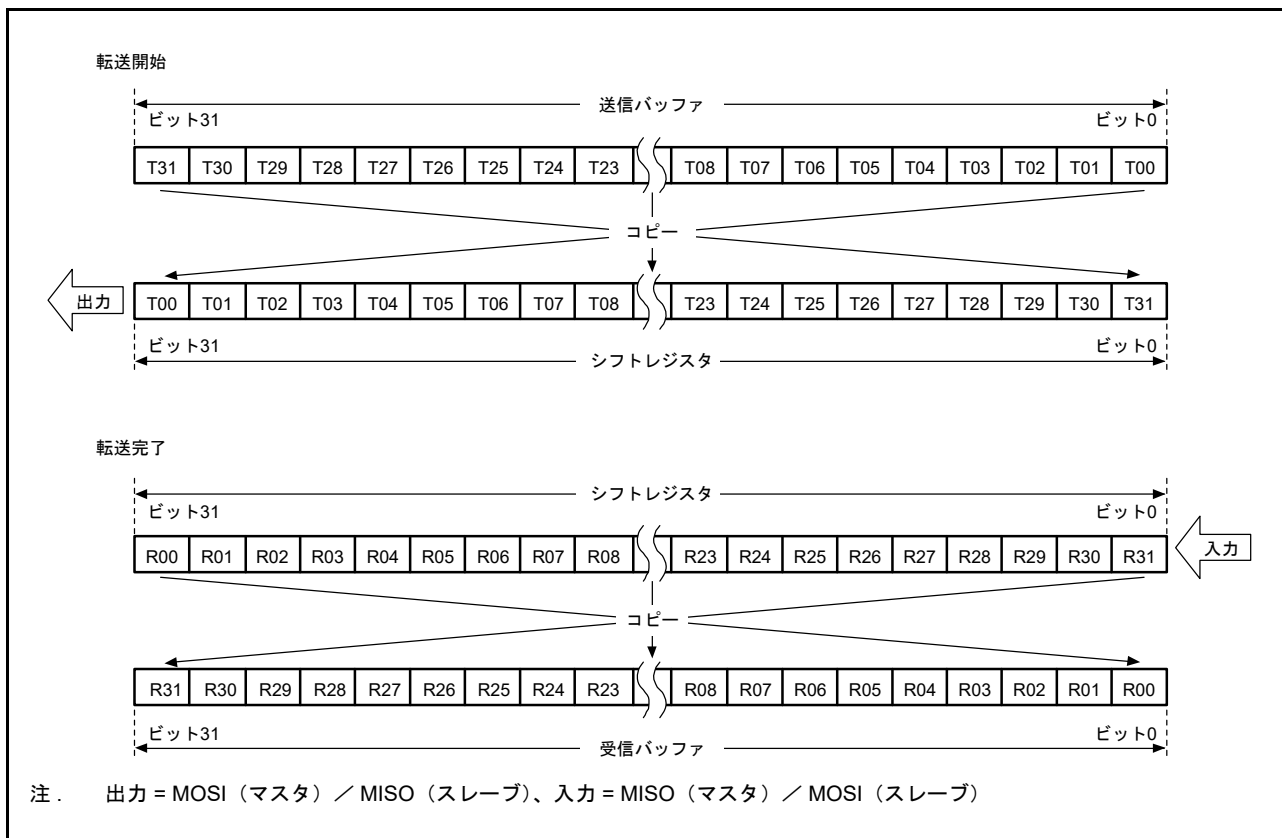 転送開始
送信バッファ
ビット31 ビット0
T31 T30 T29 T28 T27 T26 T25 T24 T23 T08 T07 T06 T05 T04 T03 T02 T01 T00
コピー
出力 T00 T01 T02 T03 T04 T05 T06 T07 T08 T23 T24 T25 T26 T27 T28 T29 T30 T31
ビット31 ビット0
シフトレジスタ
転送完了
シフトレジスタ
ビット31 ビット0
R00 R01 R02 R03 R04 R05 R06 R07 R08 R23 R24 R25 R26 R27 R28 R29 R30 R31 入力
コピー
R31 R30 R29 R28 R27 R26 R25 R24 R23 R08 R07 R06 R05 R04 R03 R02 R01 R00
ビット31 ビット0
受信バッファ
注. 出力 = MOSI（マスタ）／ MISO（スレーブ）、入力 = MISO（マスタ）／ MOSI（スレーブ）